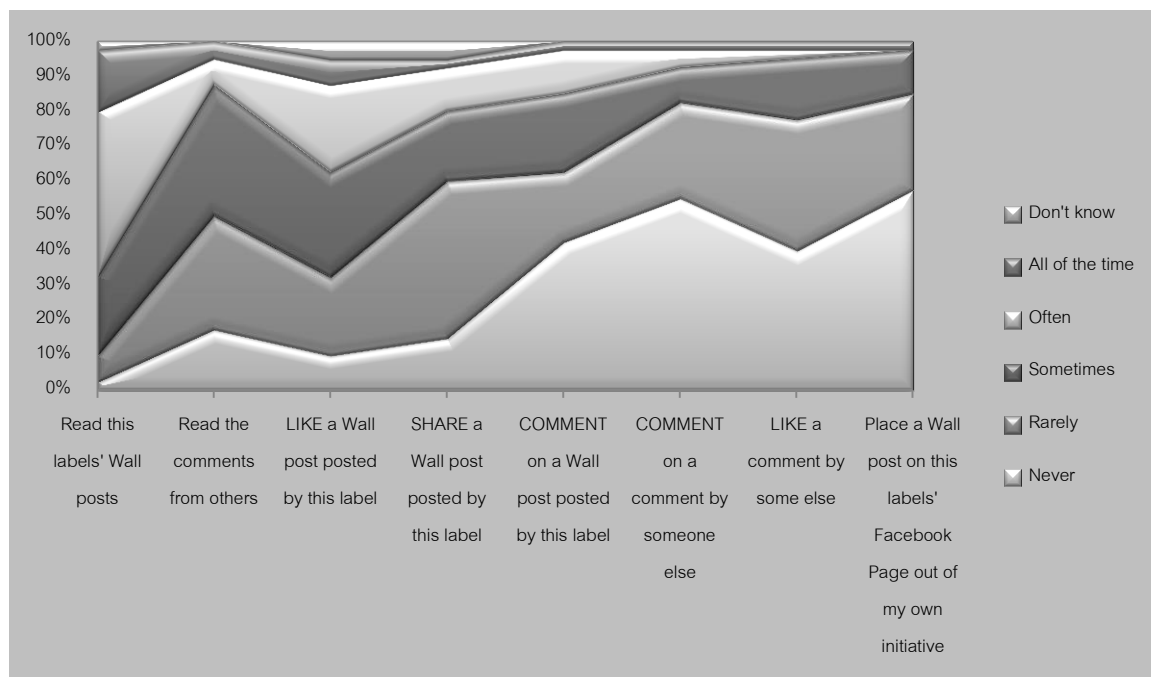 100%
90%
80%
70%
60%
50%
40%
30%
20%
10%
0%
Read this
labels' Wall
posts
Read the
comments
from others
LIKE a Wall
post posted
by this label
SHARE a
Wall post
posted by
this label
COMMENT
on a Wall
post posted
by this label
COMMENT
on a
comment by
someone
else
LIKE a
comment by
some else
Place a Wall
post on this
labels'
Facebook
Page out of
my own
initiative
Don't know
All of the time
Often
Sometimes
Rarely
Never